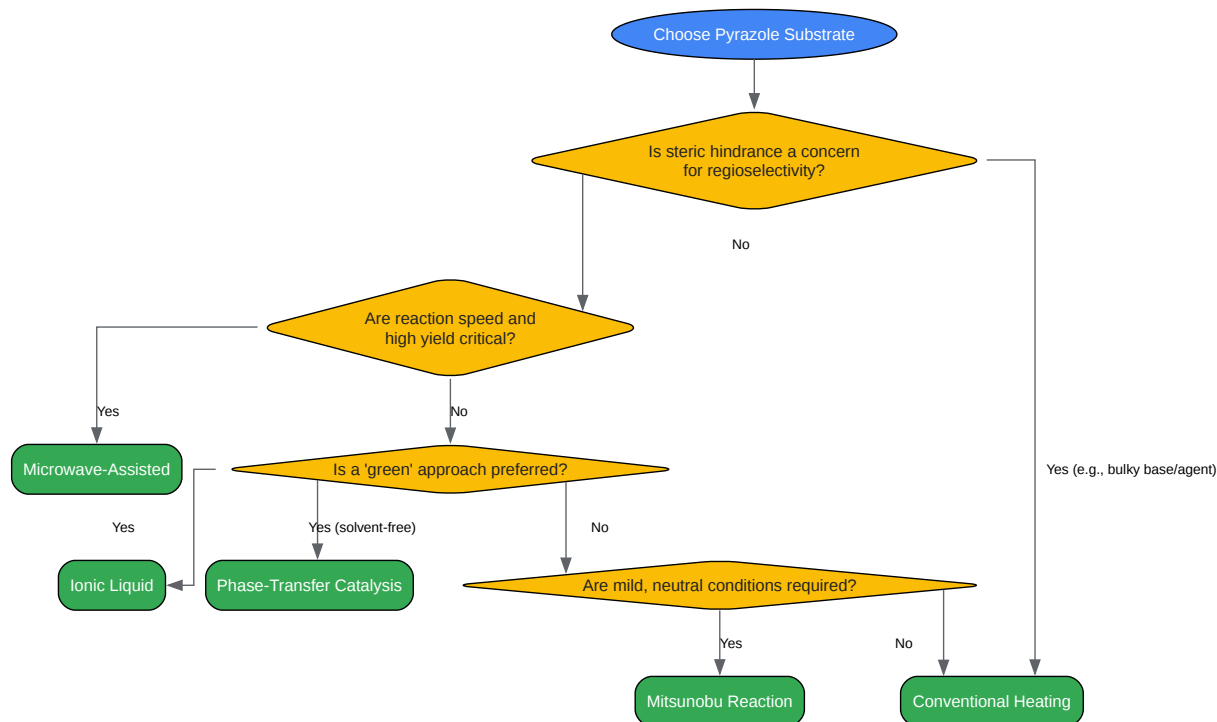 Choose Pyrazole Substrate
Is steric hindrance a concern
for regioselectivity?
No
Are reaction speed and
high yield critical?
Yes
No
Microwave-Assisted
Is a 'green' approach preferred?
Yes (e.g., bulky base/agent)
Yes
Yes (solvent-free)
No
Ionic Liquid
Phase-Transfer Catalysis
Are mild, neutral conditions required?
Yes
No
Mitsunobu Reaction
Conventional Heating